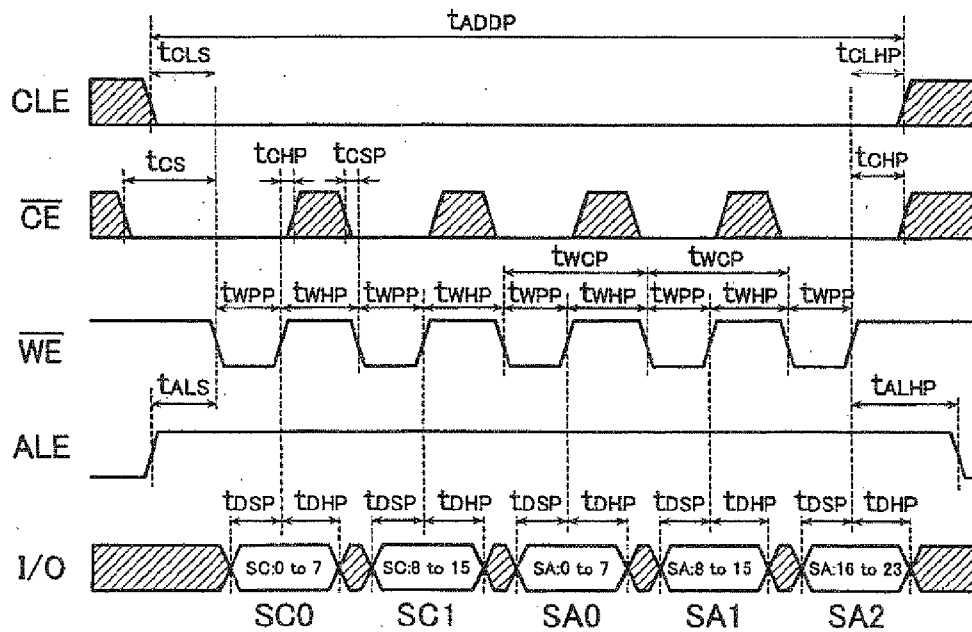 tADDP
tCLS tCLHP
CLE
tCS tCHP tCSP tCHP
CE
tWCP tWCP
tWPP tWHP tWPP tWHP tWPP tWHP tWPP tWHP tWPP
WE
tALS tALHP
ALE
tDSP tDHP tDSP tDHP tDSP tDHP tDSP tDHP tDSP tDHP
I/O SC:0 to 7 SC:8 to 15 SA:0 to 7 SA:8 to 15 SA:16 to 23
SC0 SC1 SA0 SA1 SA2